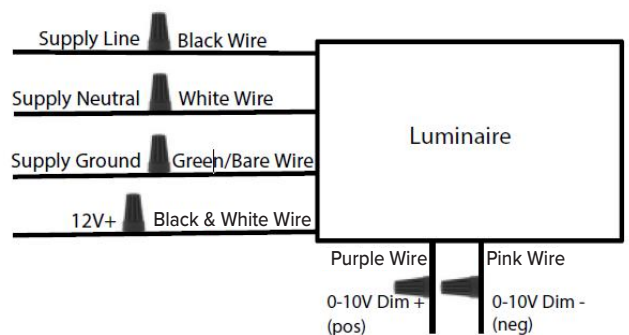 Supply Line Black Wire
Supply Neutral White Wire
Luminaire
Supply Ground Green/Bare Wire
12V+ Black & White Wire
Purple Wire Pink Wire
0-10V Dim + 0-10V Dim -
(pos) (neg)